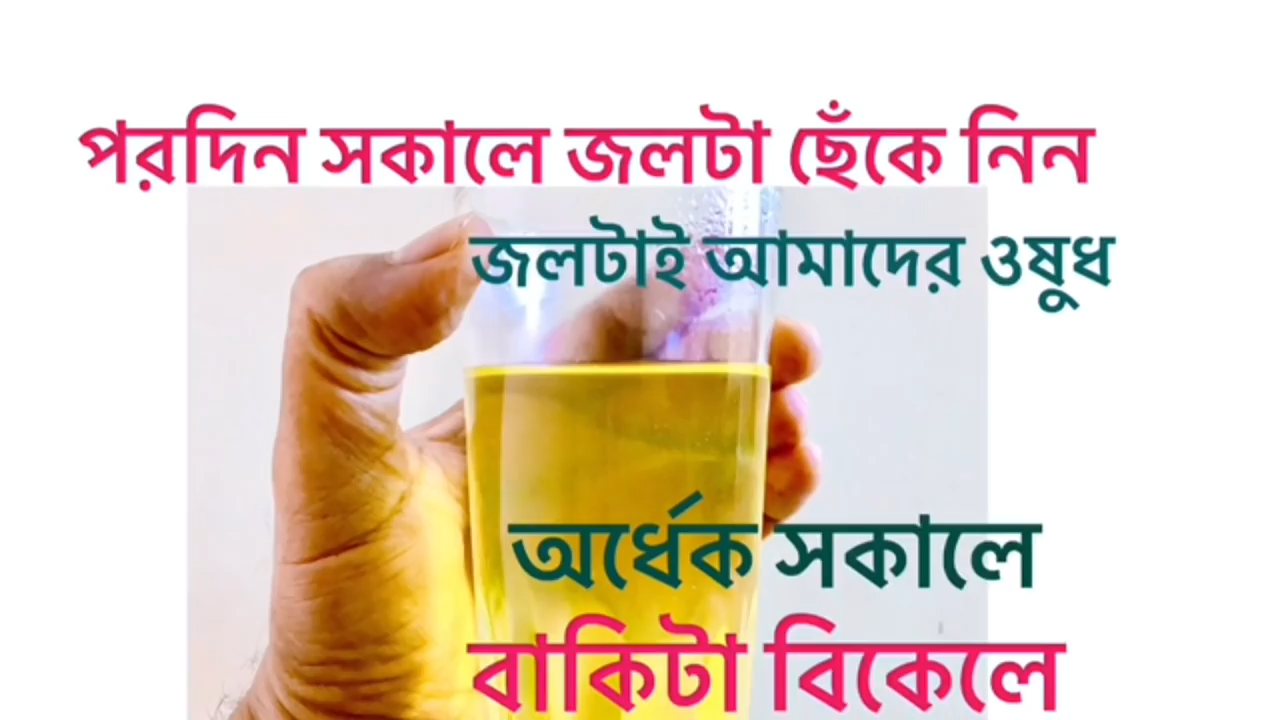 পরদিন সকালে জলটা ছেঁকে নিন
জলটাই আমাদের ওষুধ
অর্ধেক সকালে
বাকিটা বিকেলে